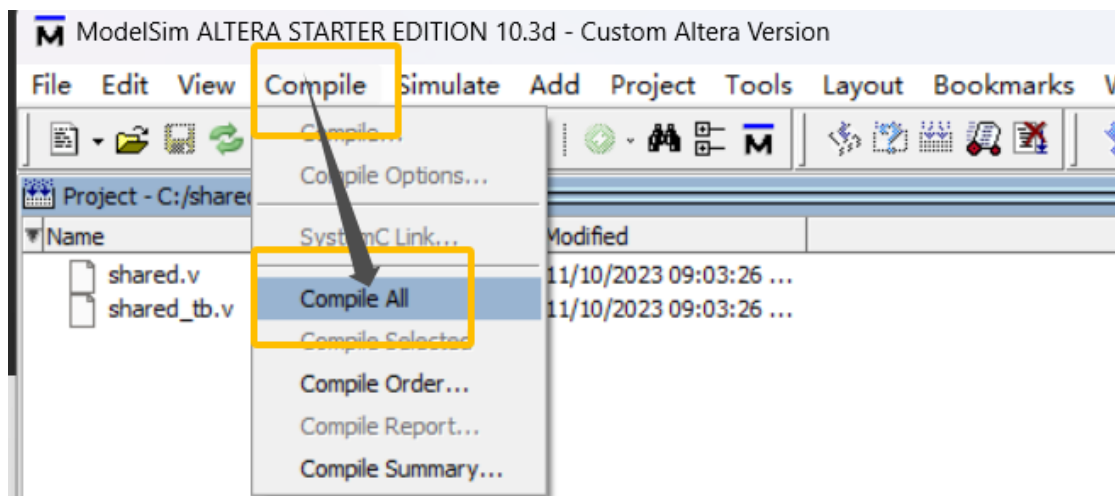 ModelSim ALTERA STARTER EDITION 10.3d - Custom Altera Version
File Edit View Compile Simulate Add Project Tools Layout Bookmarks
Project - C:/shared
Name Modified
Compile...
Compile Options...
SystemC Link...
Compile All
Compile Selected
Compile Order...
Compile Report...
Compile Summary...
shared.v 11/10/2023 09:03:26 ...
shared_tb.v 11/10/2023 09:03:26 ...